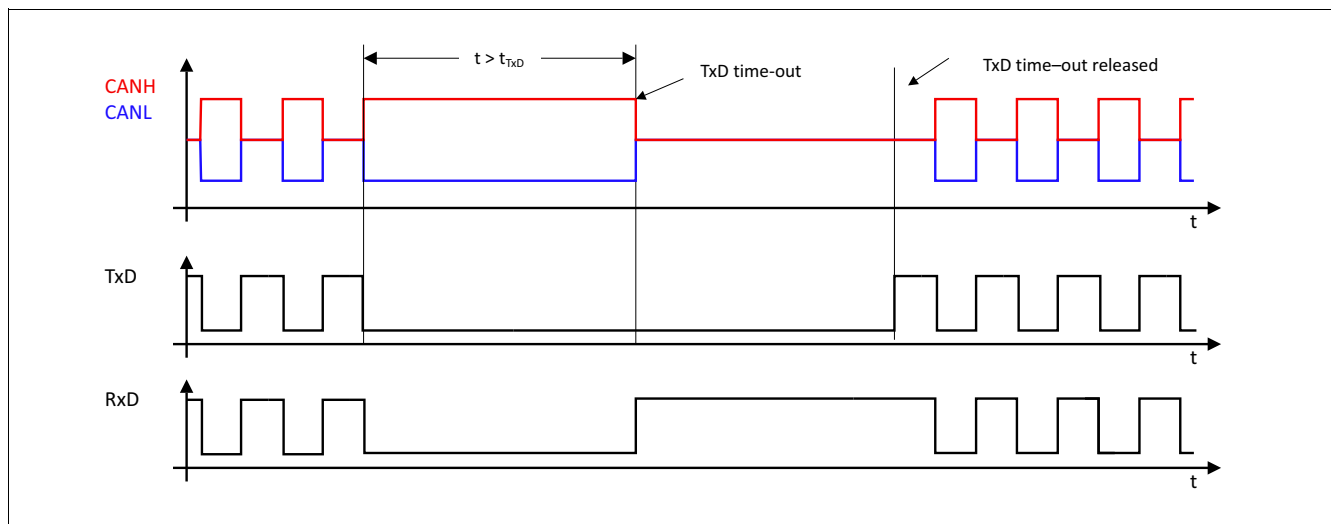 t > tTxD
TxD time-out
TxD time–out released
CANH
CANL
t
TxD
t
RxD
t